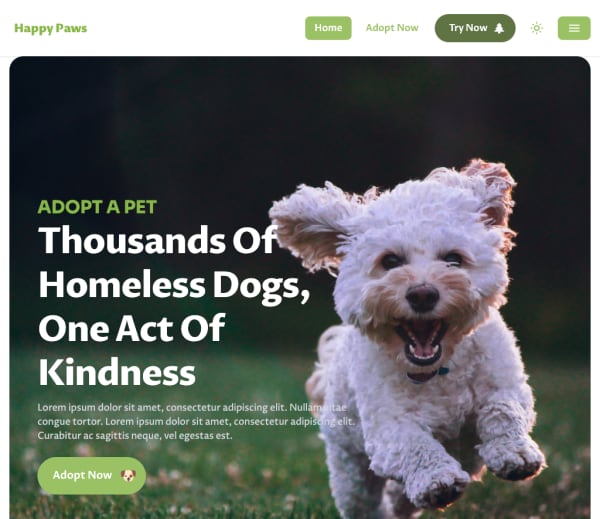 Happy Paws
Home
Adopt Now
Try Now
ADOPT A PET
Thousands Of
Homeless Dogs,
One Act Of
Kindness
Lorem ipsum dolor sit amet, consectetur adipiscing elit. Nullam vitae
congue tortor. Lorem ipsum dolor sit amet, consectetur adipiscing elit.
Curabitur ac sagittis neque, vel egestas est.
Adopt Now